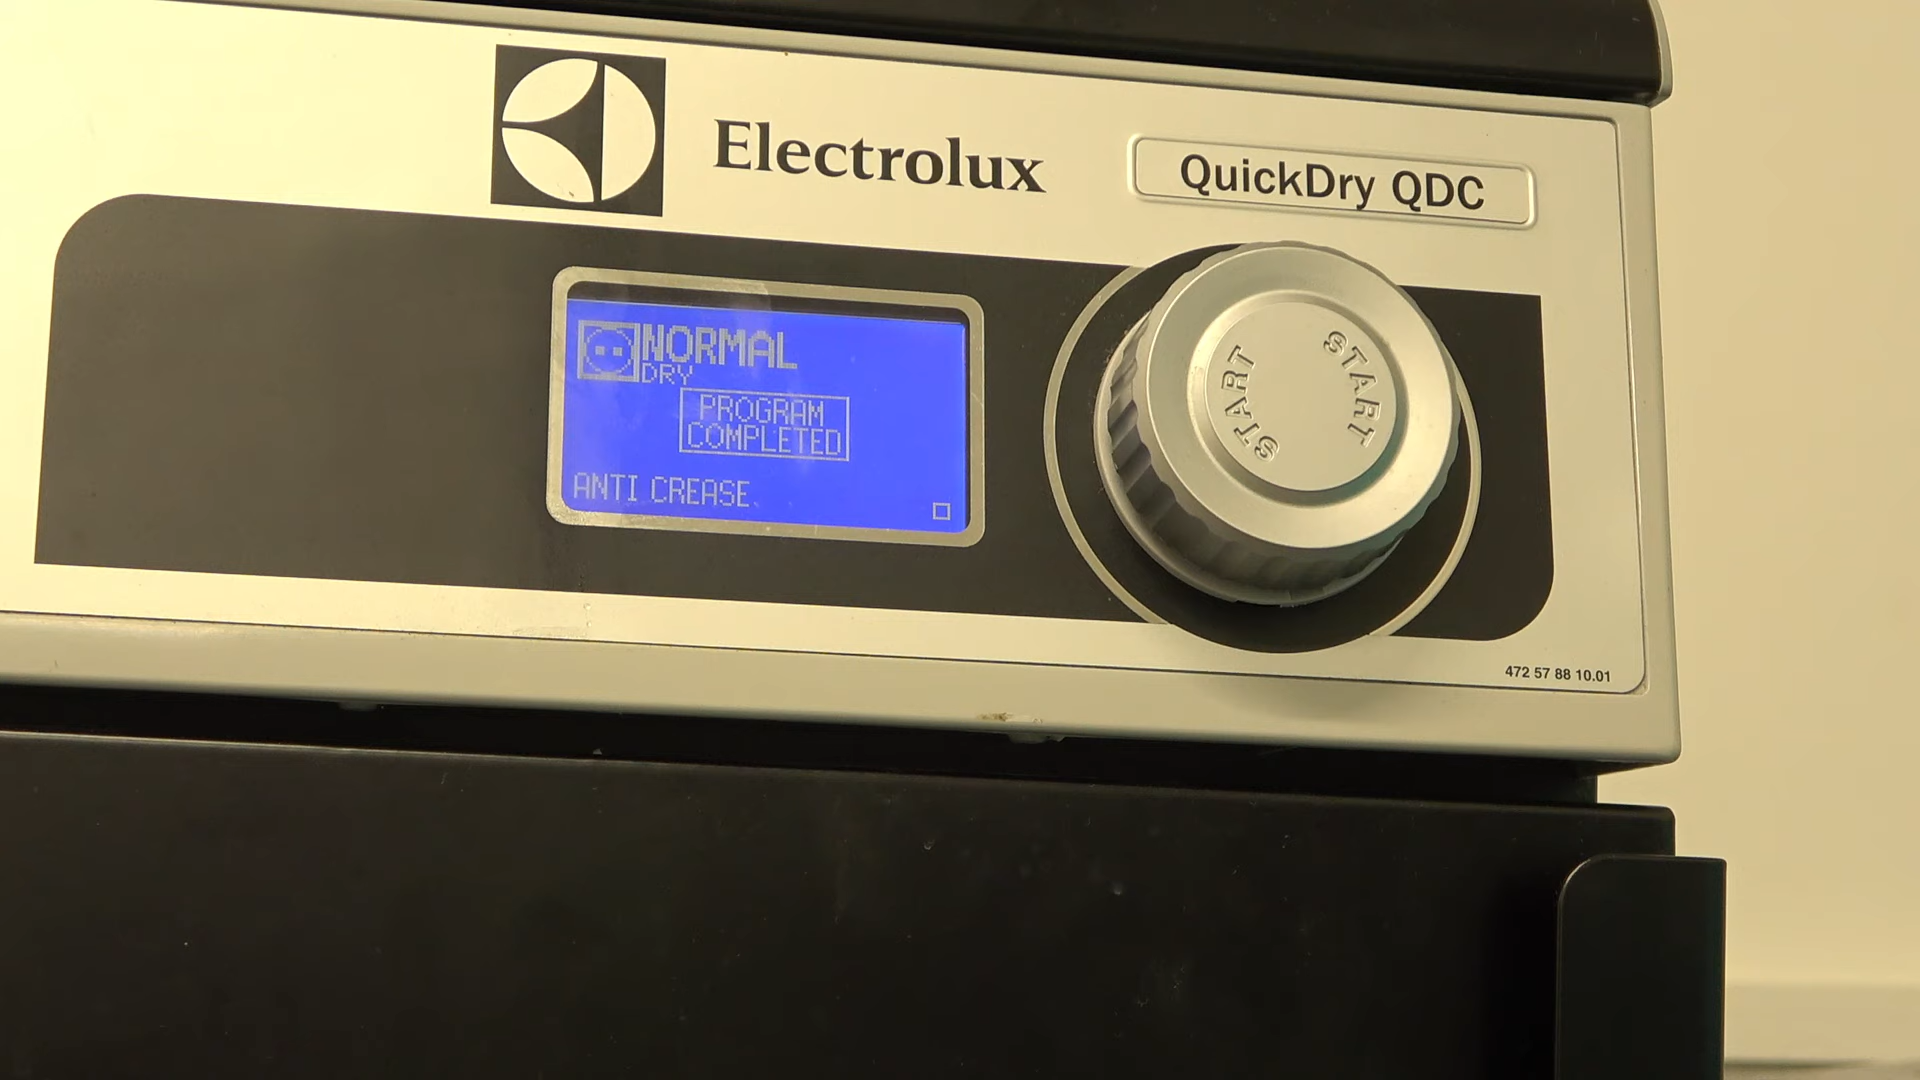 Electrolux
QuickDry QDC
NORMAL
DRY
PROGRAM
COMPLETED
ANTI CREASE
START
START
472 57 88 10.01